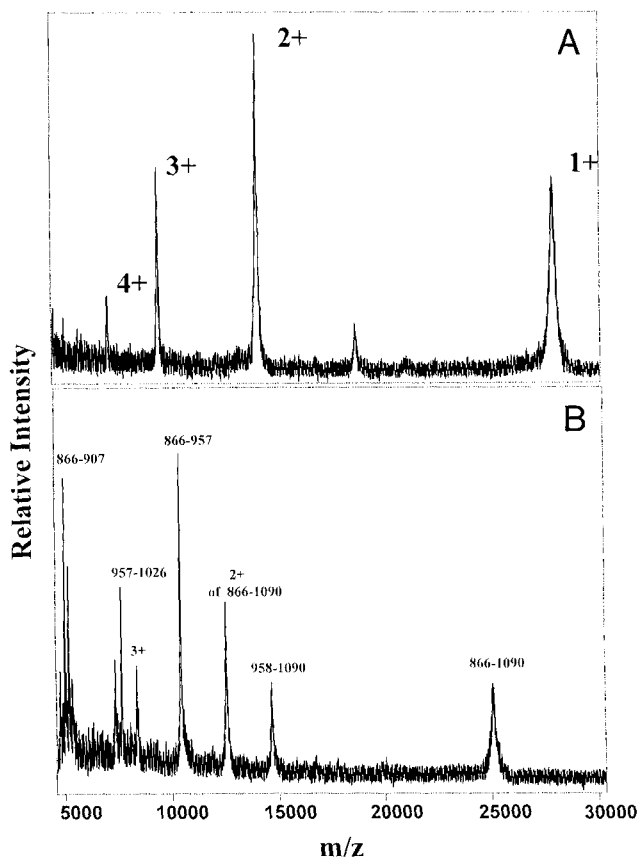 A
2+
1+
3+
4+
B
866-957
866-907
957-1026
2+
of 866-1090
3+
958-1090
866-1090
Relative Intensity
5000 10000 15000 20000 25000 30000
m/z